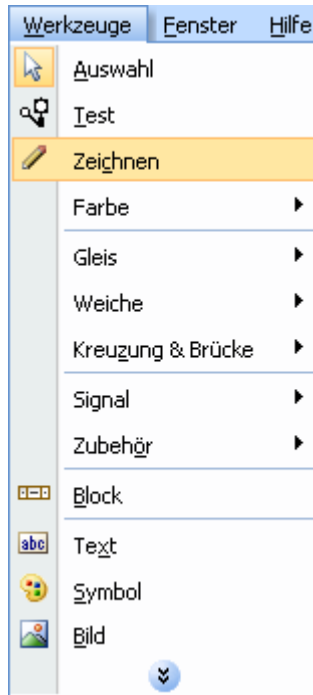 Werkzeuge Fenster Hilfe
Auswahl
Test
Zeichnen
Farbe
Gleis
Weiche
Kreuzung & Brücke
Signal
Zubehör
Block
abc Text
Symbol
Bild